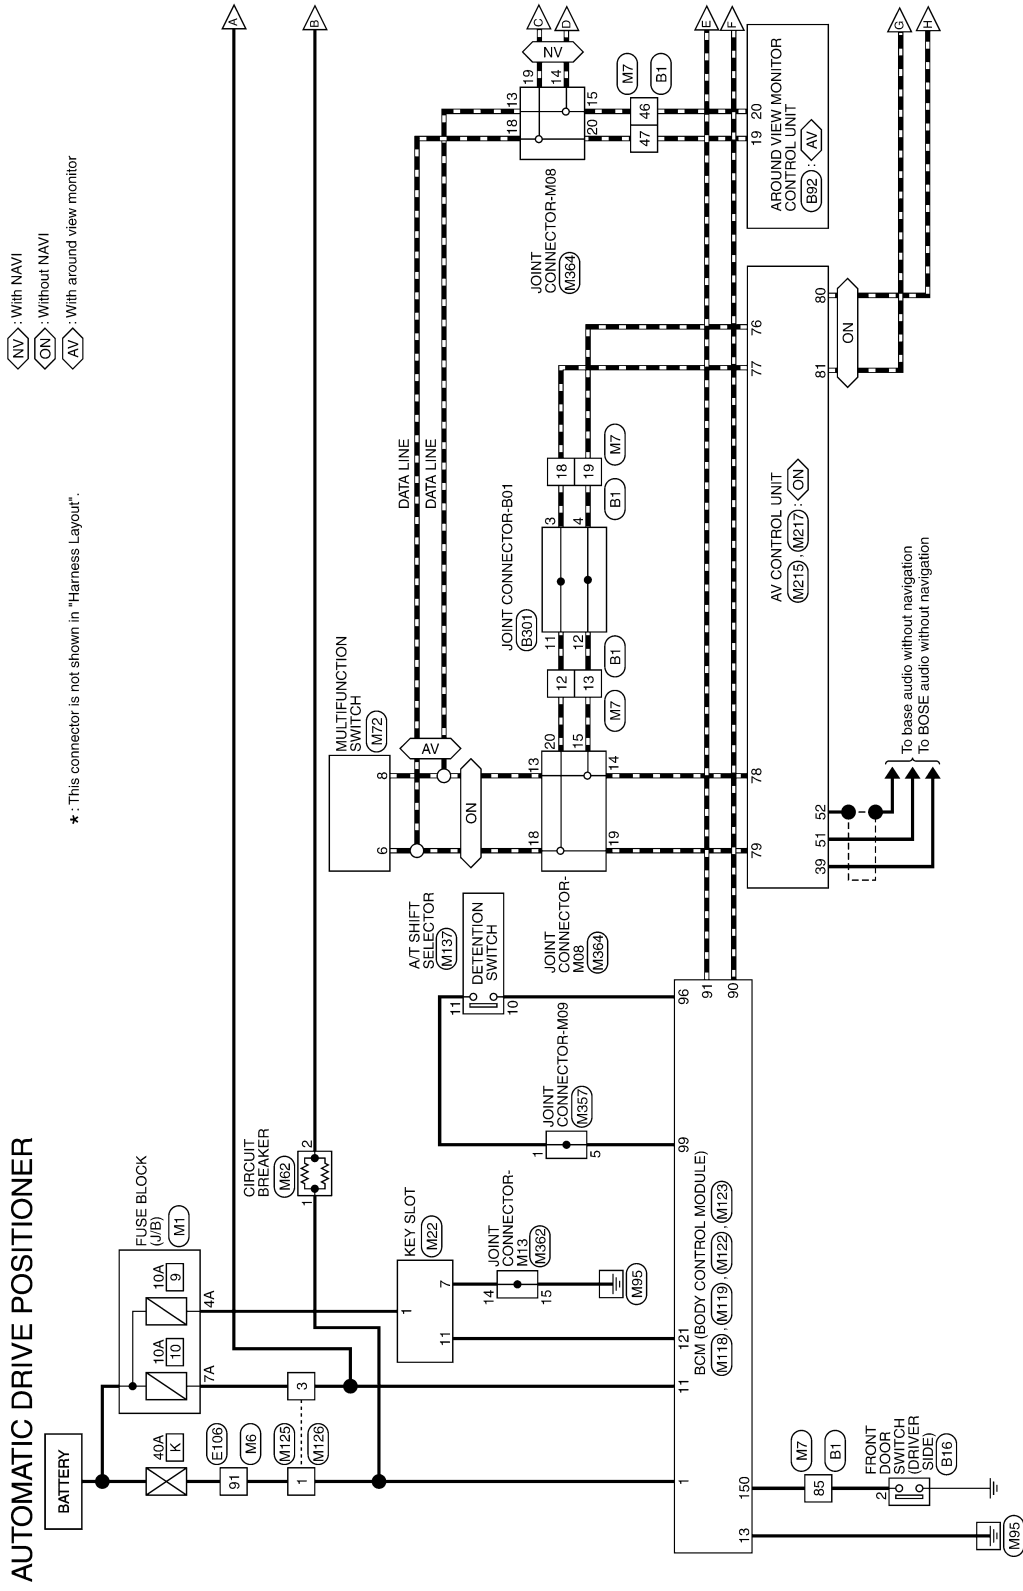 AUTOMATIC DRIVE POSITIONER
NV : With NAVI
ON : Without NAVI
AV : With around view monitor
* : This connector is not shown in "Harness Layout".
BATTERY
40A
K
E106
M6
91
M125
M126
1
3
FUSE BLOCK
(J/B)
M1
10A
10
7A
10A
9
4A
A
CIRCUIT
BREAKER
M62
1
2
B
KEY SLOT
M22
1
11
7
JOINT
CONNECTOR-
M13
M362
14
15
M95
JOINT
CONNECTOR-M09
M357
1
5
A/T SHIFT
SELECTOR
M137
DETENTION
SWITCH
11
10
BCM (BODY CONTROL MODULE)
M118 , M119 , M122 , M123
1
11
121
99
96
91
90
13
150
M95
M7
B1
85
FRONT
DOOR
SWITCH
(DRIVER
SIDE)
B16
2
MULTIFUNCTION
SWITCH
M72
6
8
AV
ON
DATA LINE
DATA LINE
JOINT
CONNECTOR-
M08
M364
18
13
20
15
19
14
12
13
M7
B1
JOINT CONNECTOR-B01
B301
11
12
3
4
18
19
B1
M7
JOINT
CONNECTOR-M08
M364
18
13
19
14
20
15
NV
C
D
47
46
M7
B1
E
F
AV CONTROL UNIT
M215 , M217 : ON
79
78
77
76
39
51
52
81
80
ON
To base audio without navigation
To BOSE audio without navigation
AROUND VIEW MONITOR
CONTROL UNIT
B92 : AV
19
20
G
H